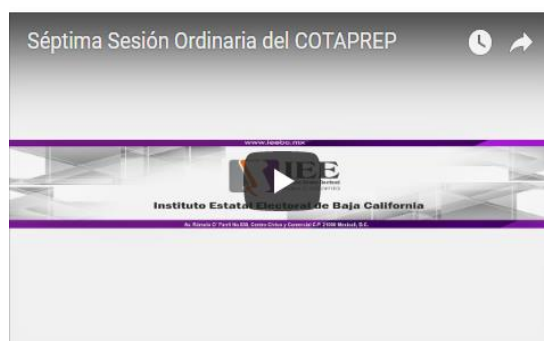 Séptima Sesión Ordinaria del COTAPREP
www.ieebc.mx
IEE
Instituto Estatal Electoral de Baja California